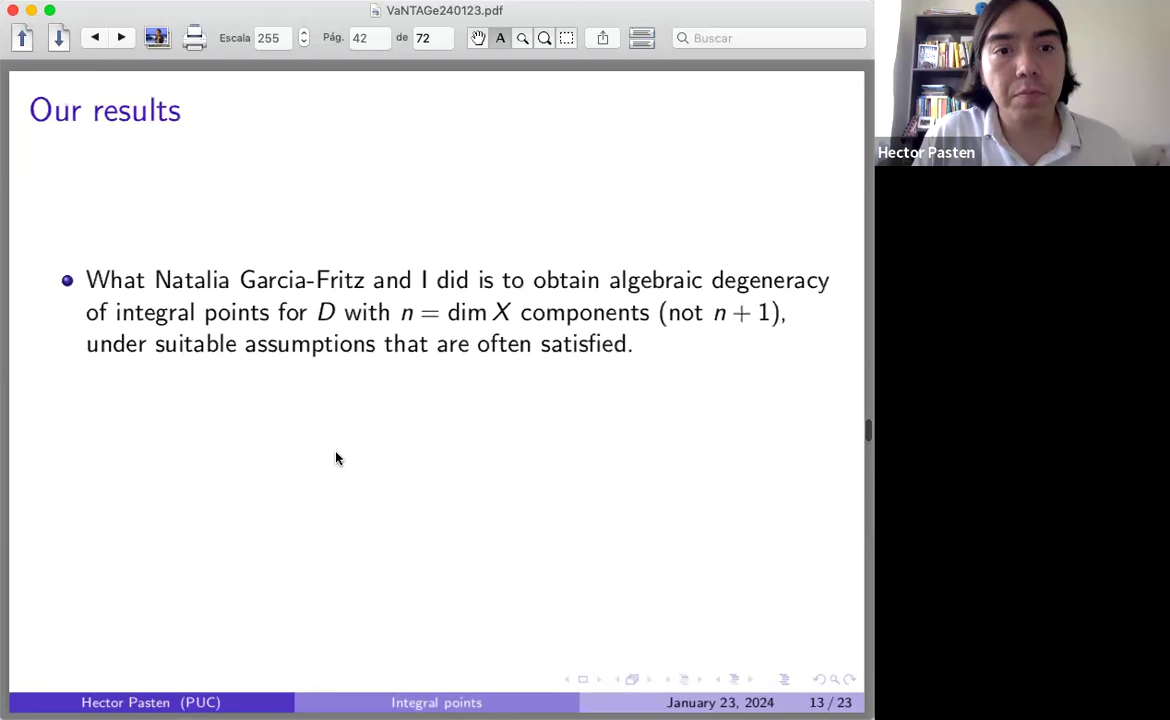 VaNTAGe240123.pdf
Escala 255 Pág. 42 de 72 A Buscar
Our results
What Natalia Garcia-Fritz and I did is to obtain algebraic degeneracy
of integral points for D with n = dim X components (not n + 1),
under suitable assumptions that are often satisfied.
Hector Pasten (PUC) Integral points January 23, 2024 13 / 23
Hector Pasten